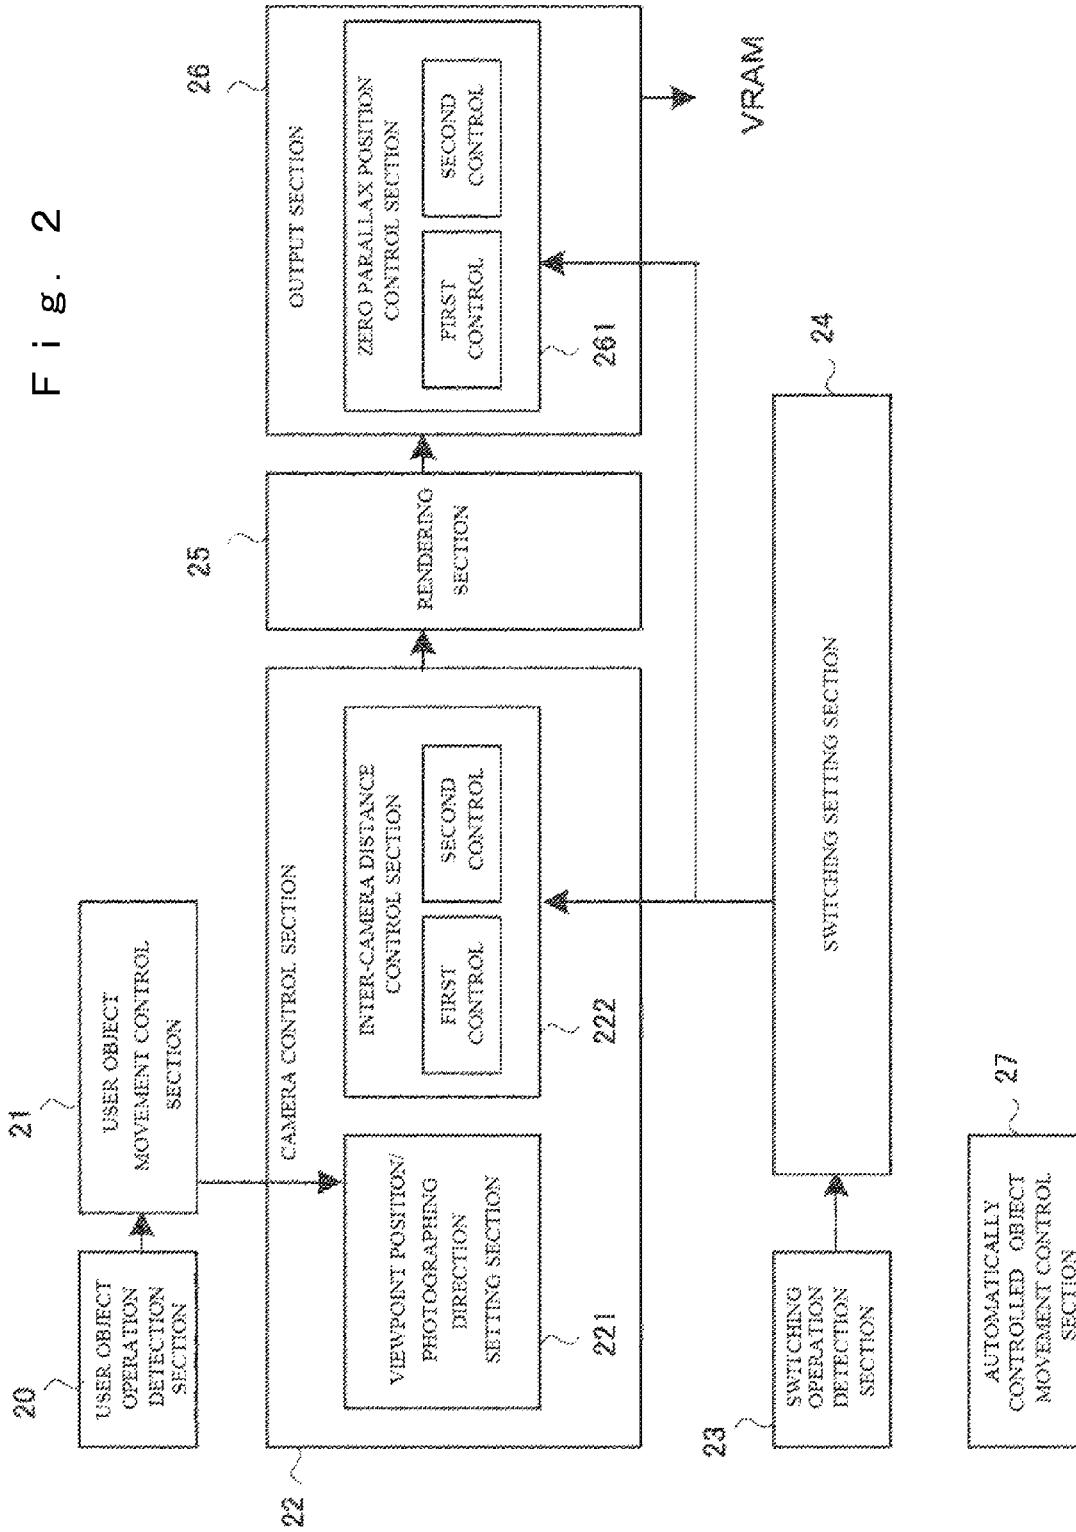 Fig. 2
20
USER OBJECT
OPERATION
DETECTION
SECTION
21
USER OBJECT
MOVEMENT CONTROL
SECTION
22
CAMERA CONTROL SECTION
VIEWPOINT POSITION/
PHOTOGRAPHING
DIRECTION
SETTING SECTION
221
INTER-CAMERA DISTANCE
CONTROL SECTION
FIRST
CONTROL
SECOND
CONTROL
222
25
RENDERING
SECTION
26
OUTPUT SECTION
ZERO PARALLAX POSITION
CONTROL SECTION
FIRST
CONTROL
SECOND
CONTROL
261
VRAM
23
SWITCHING
OPERATION
DETECTION
SECTION
24
SWITCHING SETTING SECTION
27
AUTOMATICALLY
CONTROLLED OBJECT
MOVEMENT CONTROL
SECTION